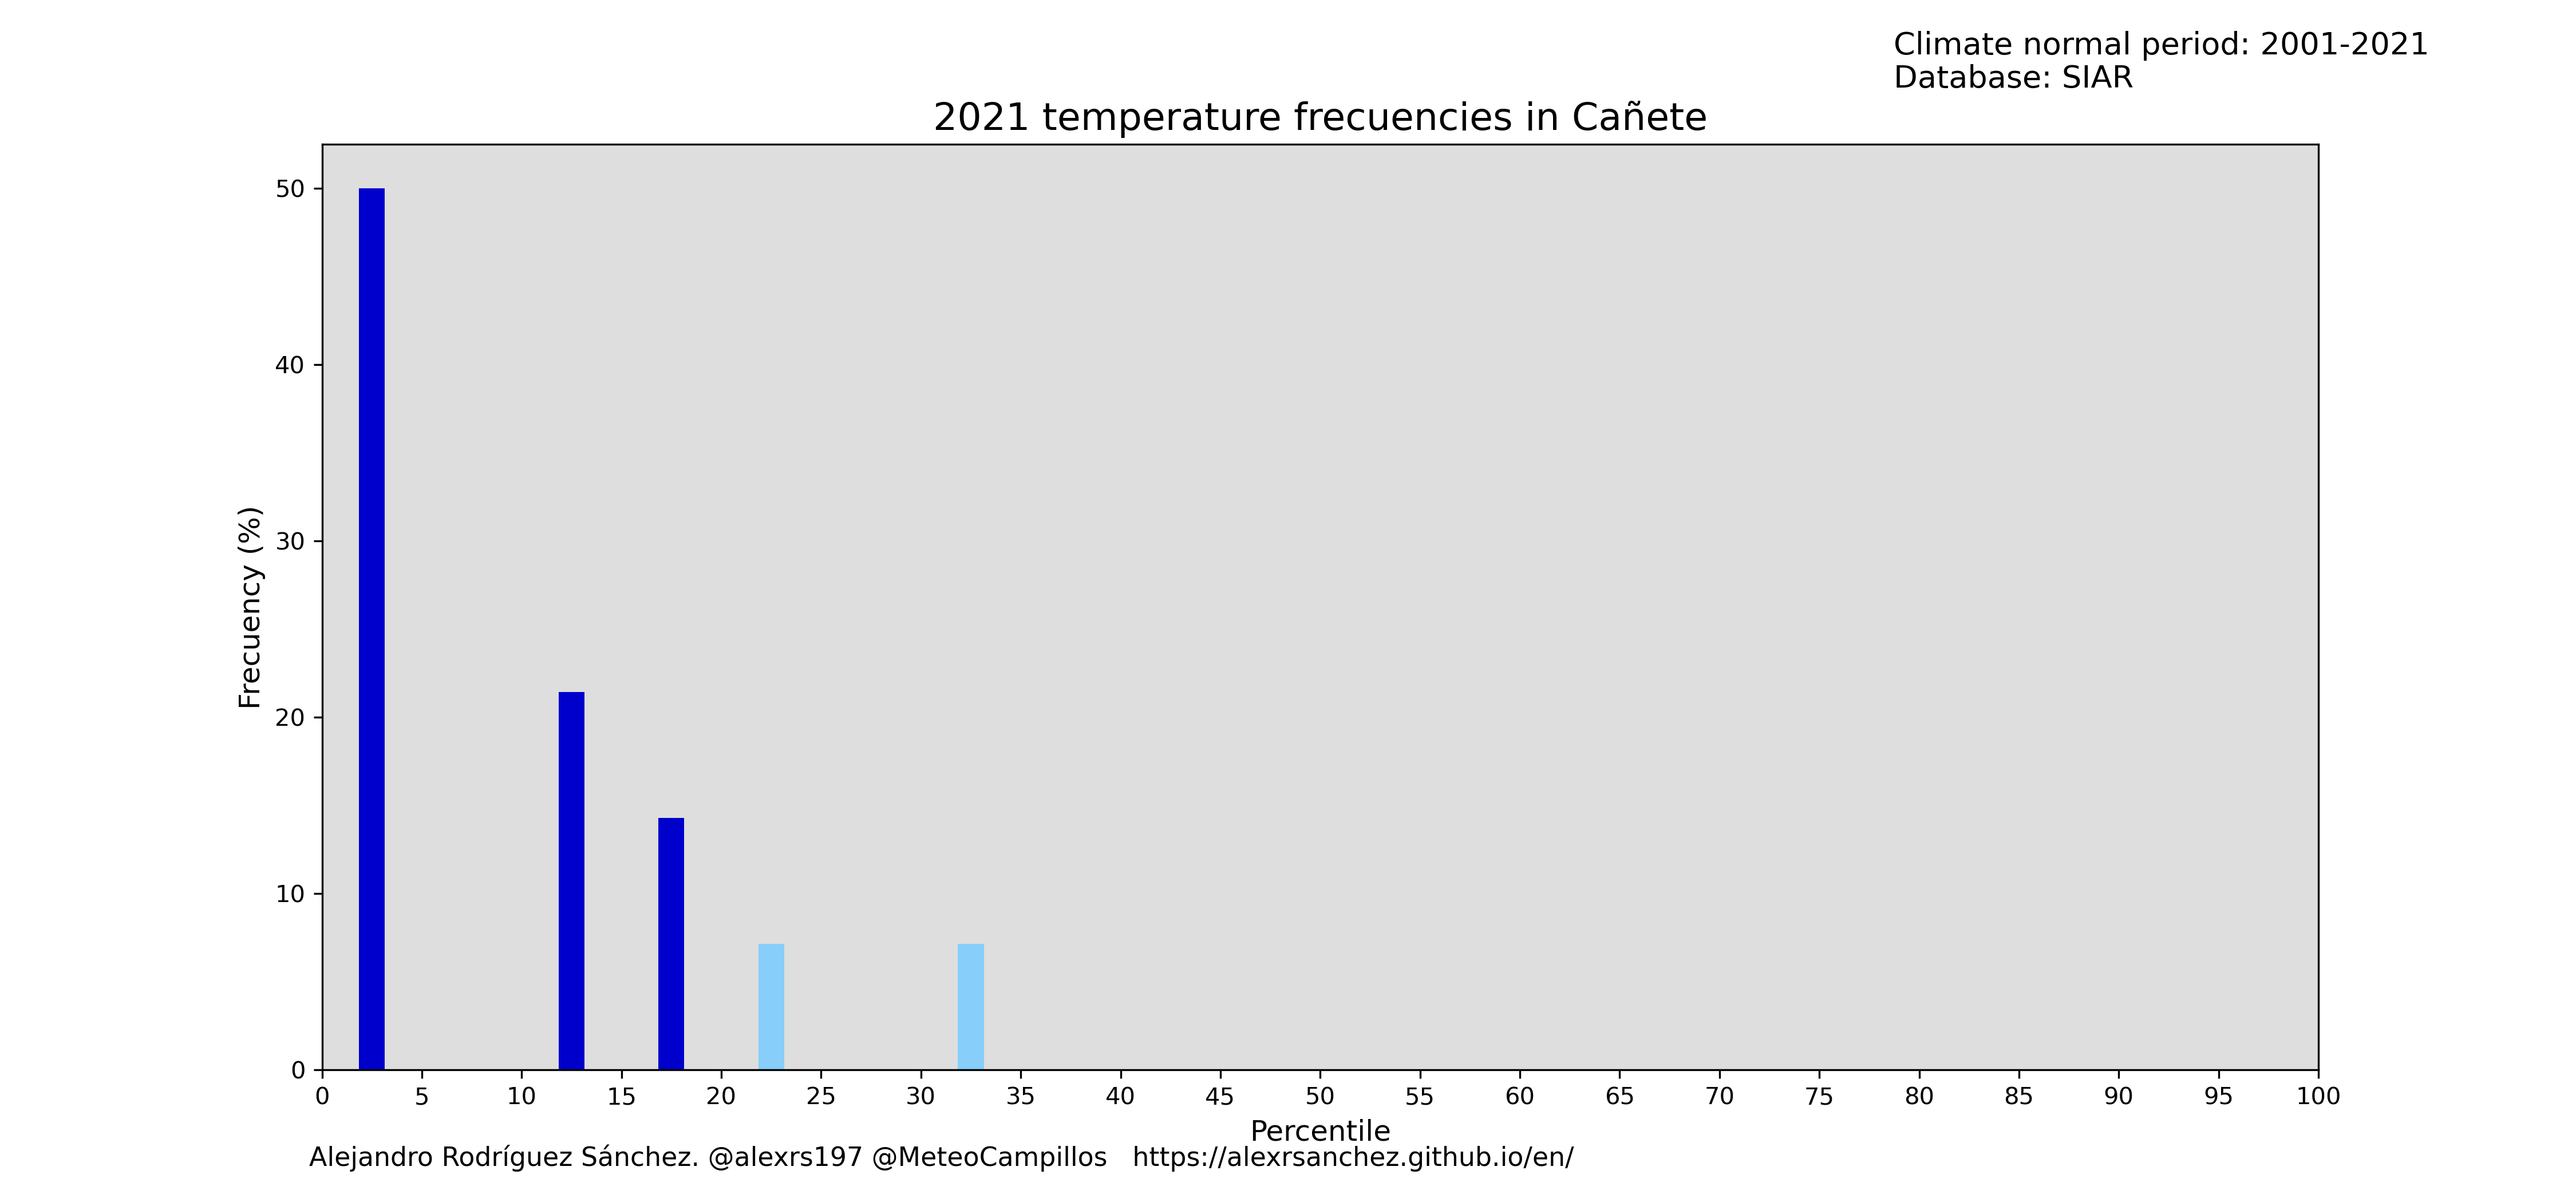 Climate normal period: 2001-2021
Database: SIAR
2021 temperature frecuencies in Cañete
Frecuency (%)
50
40
30
20
10
0
0 5 10 15 20 25 30 35 40 45 50 55 60 65 70 75 80 85 90 95 100
Percentile
Alejandro Rodríguez Sánchez. @alexrs197 @MeteoCampillos https://alexrsanchez.github.io/en/